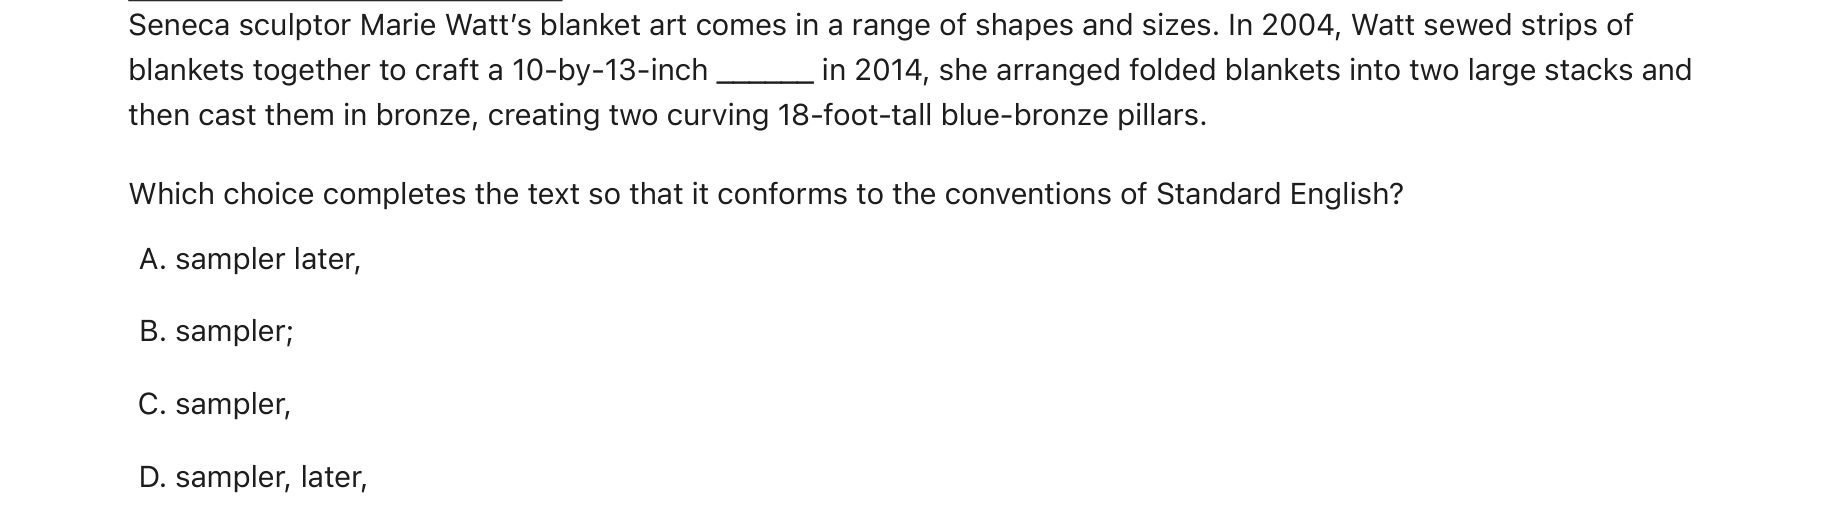 Seneca sculptor Marie Watt’s blanket art comes in a range of shapes and sizes. In 2004, Watt sewed strips of
blankets together to craft a 10-by-13-inch ______ in 2014, she arranged folded blankets into two large stacks and
then cast them in bronze, creating two curving 18-foot-tall blue-bronze pillars.
Which choice completes the text so that it conforms to the conventions of Standard English?
A. sampler later,
B. sampler;
C. sampler,
D. sampler, later,